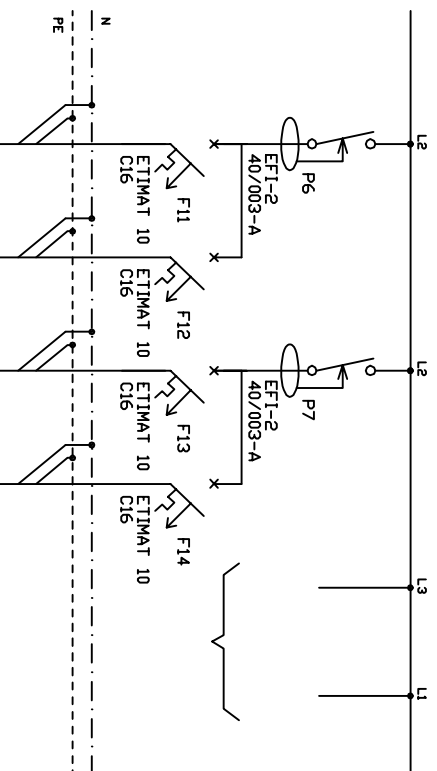 L2
L2
L3
L1
P6
EFI-2
40/003-A
P7
EFI-2
40/003-A
F11
ETIMAT 10
C16
F12
ETIMAT 10
C16
F13
ETIMAT 10
C16
F14
ETIMAT 10
C16
N
PE